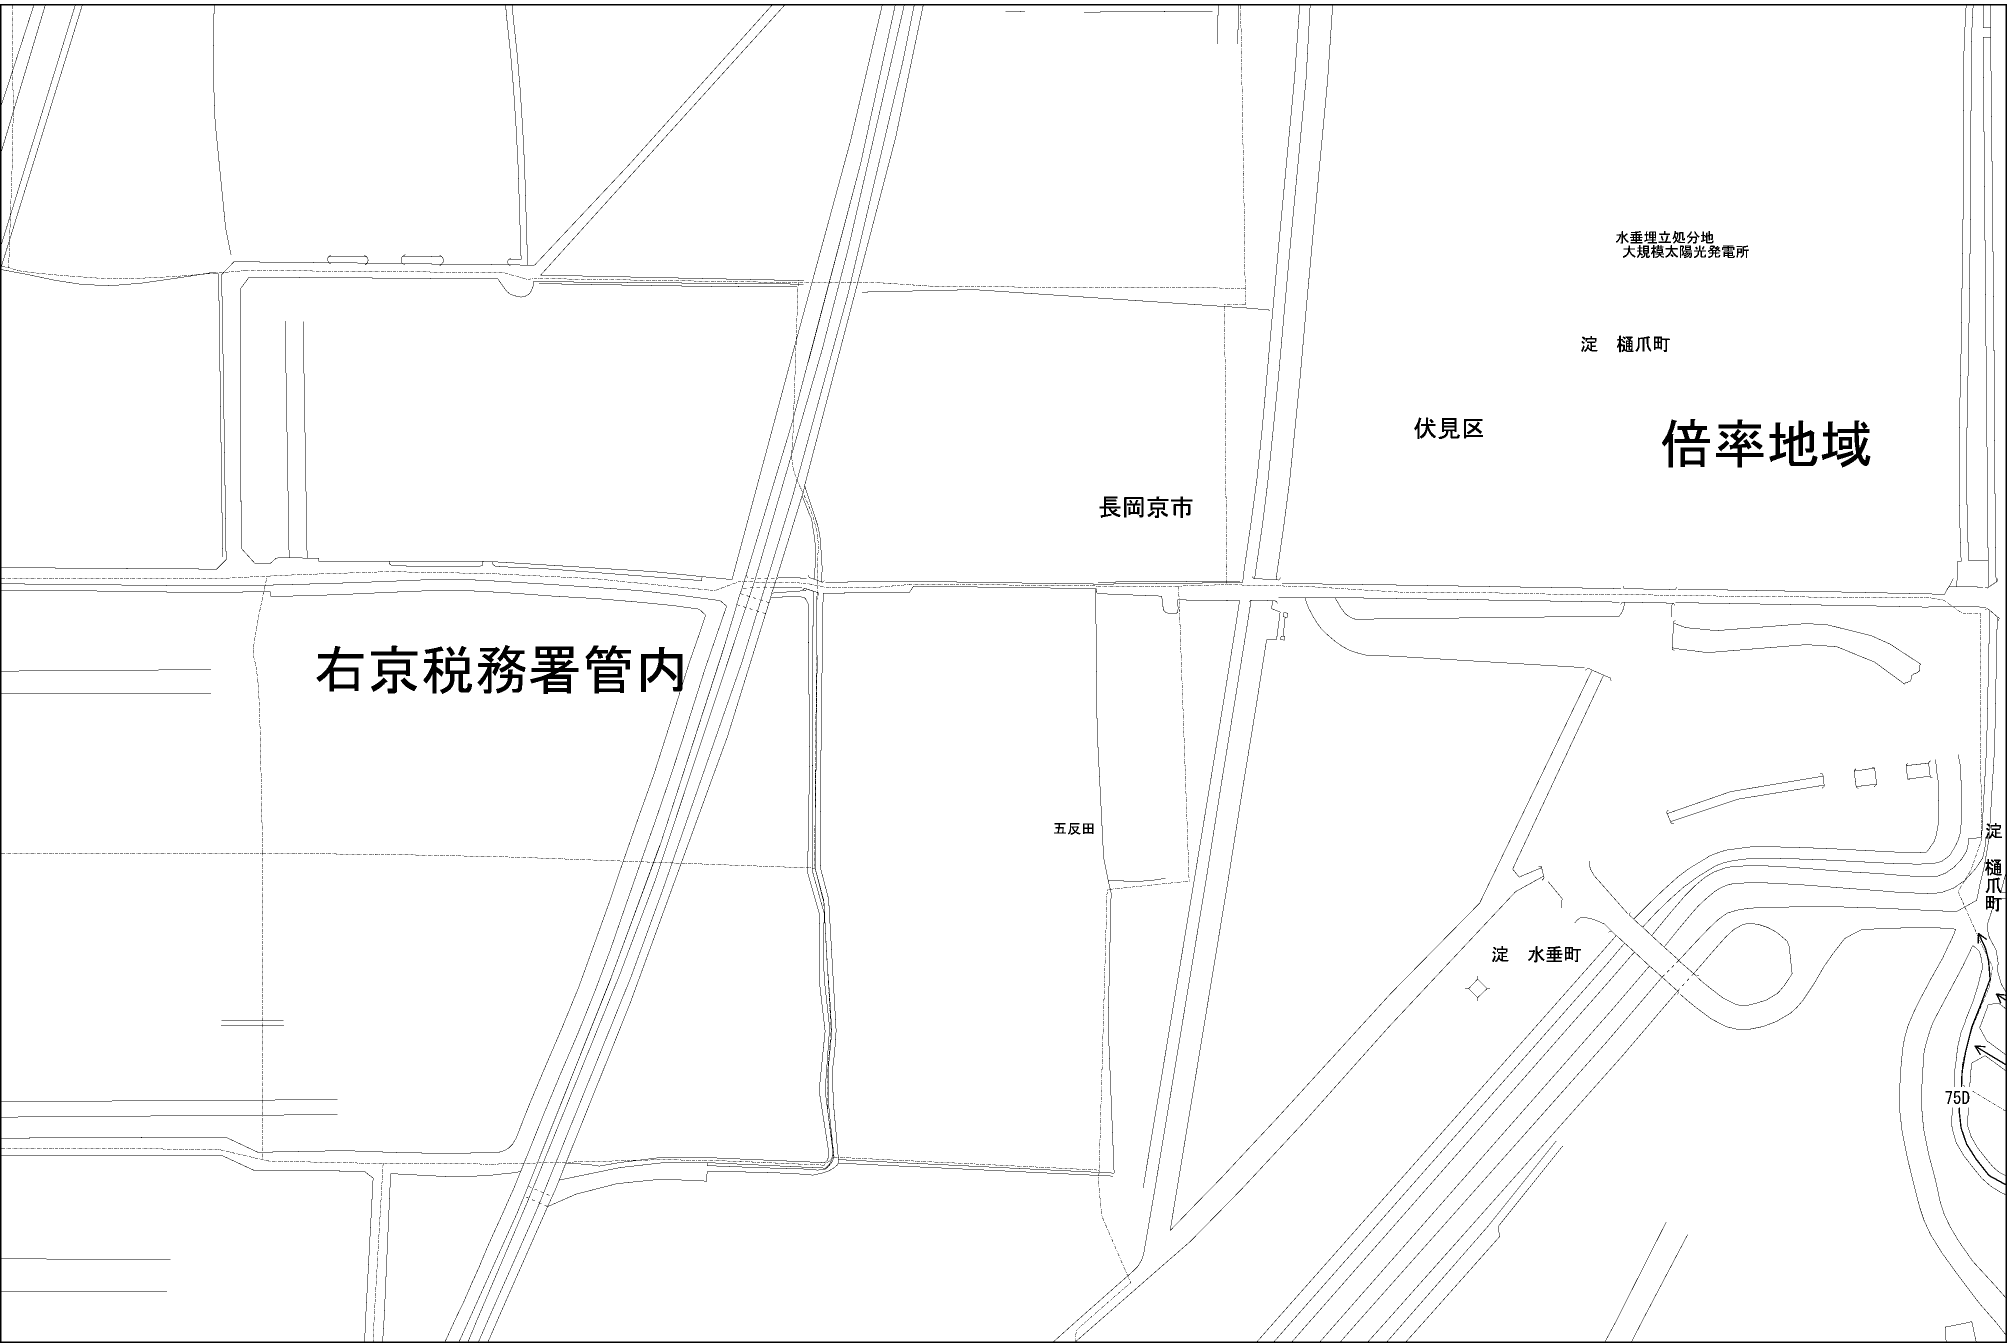 水垂埋立処分地
大規模太陽光発電所
淀　樋爪町
伏見区
倍率地域
長岡京市
右京税務署管内
五反田
淀　樋爪町
淀　水垂町
75D